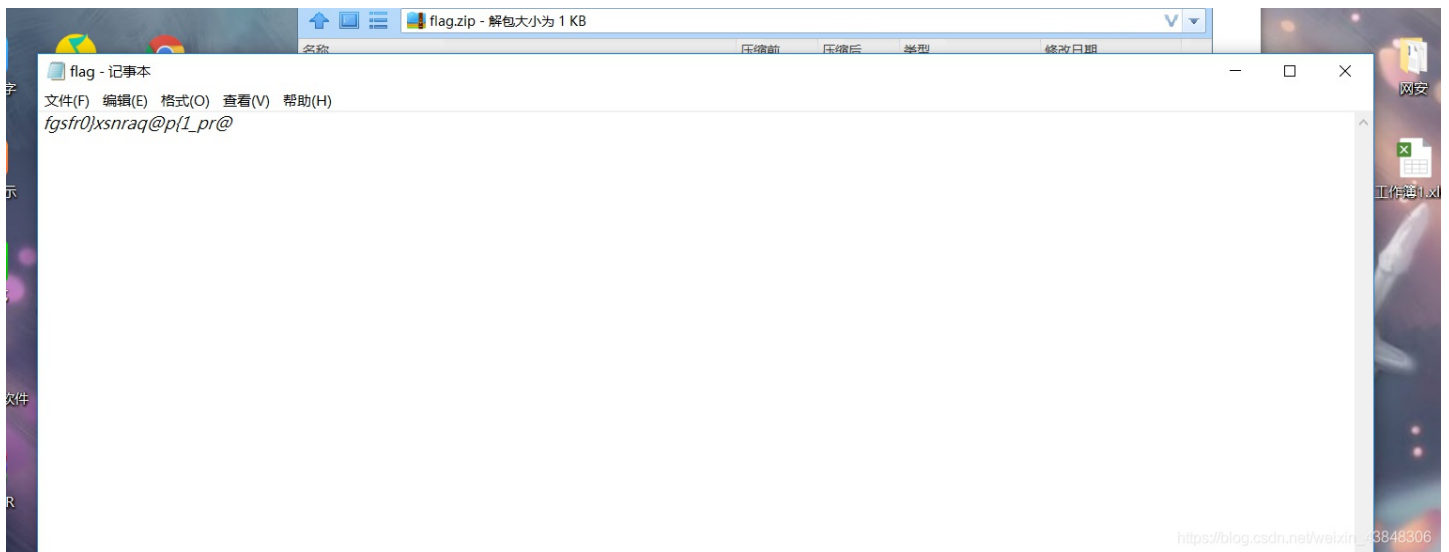 flag.zip - 解包大小为 1 KB
名称 压缩前 压缩后 类型 修改日期
flag - 记事本
文件(F) 编辑(E) 格式(O) 查看(V) 帮助(H)
fgsfr0}xsnraq@p{1_pr@
网安
工作簿1.xl
字
示
次件
R
https://blog.csdn.net/weixin_43848306